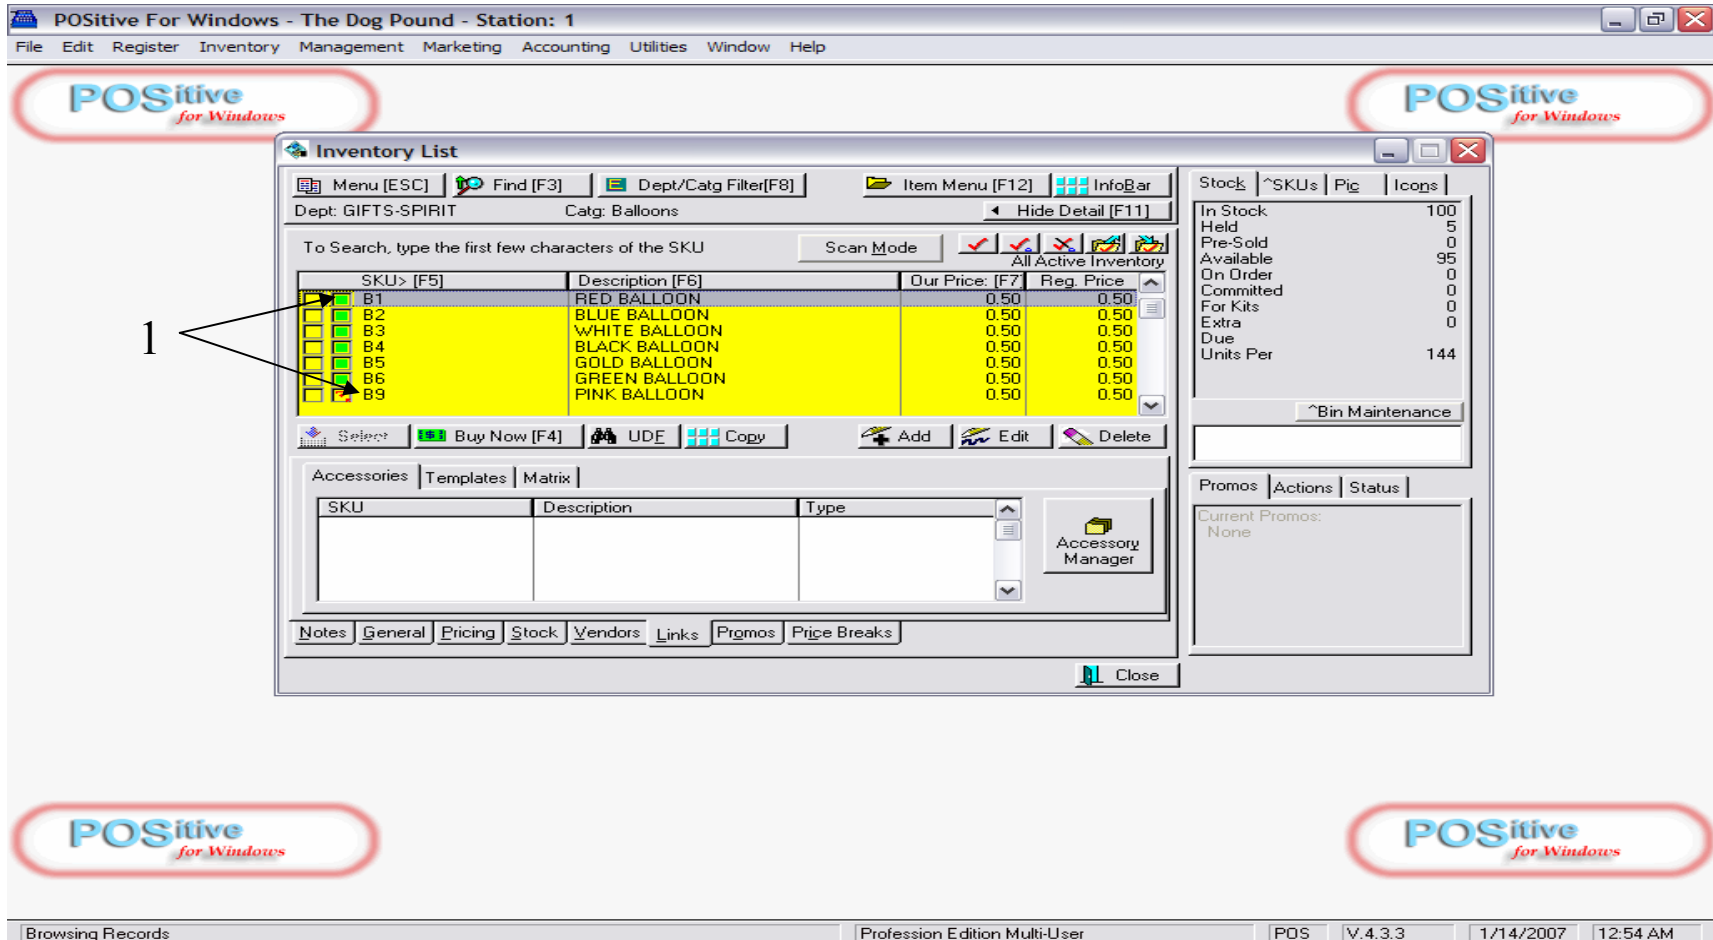 POSitive For Windows - The Dog Pound - Station: 1
File Edit Register Inventory Management Marketing Accounting Utilities Window Help
POSitive
for Windows
POSitive
for Windows
Inventory List
Menu [ESC] Find [F3] Dept/Catg Filter[F8] Item Menu [F12] InfoBar
Dept: GIFTS-SPIRIT Catg: Balloons Hide Detail [F11]
To Search, type the first few characters of the SKU Scan Mode
All Active Inventory
SKU> [F5] Description [F6] Our Price: [F7] Reg. Price
B1 RED BALLOON 0.50 0.50
B2 BLUE BALLOON 0.50 0.50
B3 WHITE BALLOON 0.50 0.50
B4 BLACK BALLOON 0.50 0.50
B5 GOLD BALLOON 0.50 0.50
B6 GREEN BALLOON 0.50 0.50
B9 PINK BALLOON 0.50 0.50
1
Select Buy Now [F4] UDF Copy Add Edit Delete
Accessories Templates Matrix
SKU Description Type
Accessory
Manager
Notes General Pricing Stock Vendors Links Promos Price Breaks
Close
Stock ^SKUs Pic Icons
In Stock 100
Held 5
Pre-Sold 0
Available 95
On Order 0
Committed 0
For Kits 0
Extra 0
Due
Units Per 144
^Bin Maintenance
Promos Actions Status
Current Promos:
None
POSitive
for Windows
POSitive
for Windows
Browsing Records Profession Edition Multi-User POS V.4.3.3 1/14/2007 12:54 AM